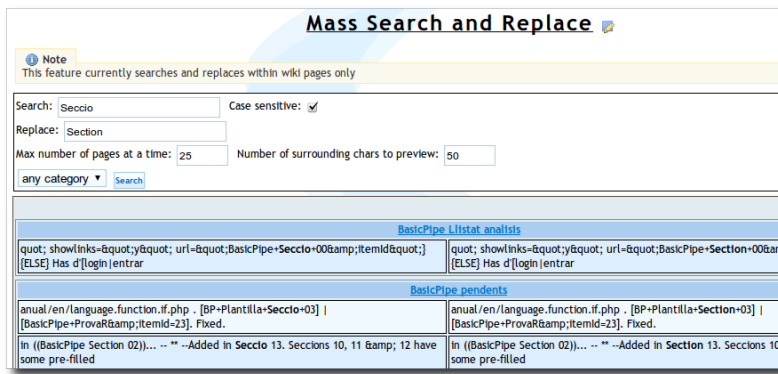 Mass Search and Replace
Note
This feature currently searches and replaces within wiki pages only
Search: Seccio Case sensitive:
Replace: Section
Max number of pages at a time: 25 Number of surrounding chars to preview: 50
any category Search
BasicPipe Llistat analisis
quot; showlinks=&quot;y&quot; url=&quot;BasicPipe+Seccio+00&amp;itemId&quot;}
{ELSE} Has d'[login|entrar
quot; showlinks=&quot;y&quot; url=&quot;BasicPipe+Section+00&am
{ELSE} Has d'[login|entrar
BasicPipe pendents
anual/en/language.function.if.php . [BP+Plantilla+Seccio+03] |
[BasicPipe+ProvaR&amp;itemId=23]. Fixed.
anual/en/language.function.if.php . [BP+Plantilla+Section+03] |
[BasicPipe+ProvaR&amp;itemId=23]. Fixed.
in ((BasicPipe Section 02))... -- ** --Added in Seccio 13. Seccions 10, 11 &amp; 12 have
some pre-filled
in ((BasicPipe Section 02))... -- ** --Added in Section 13. Seccions 10
some pre-filled